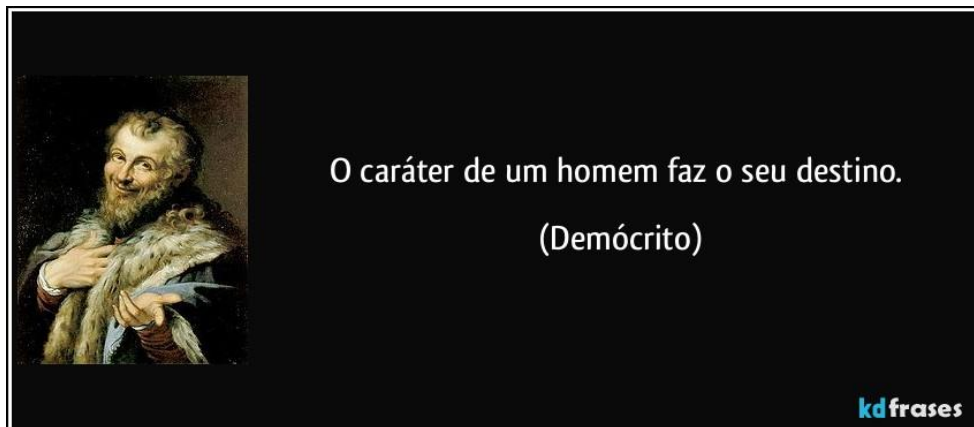 O caráter de um homem faz o seu destino.
(Demócrito)
kdfrases